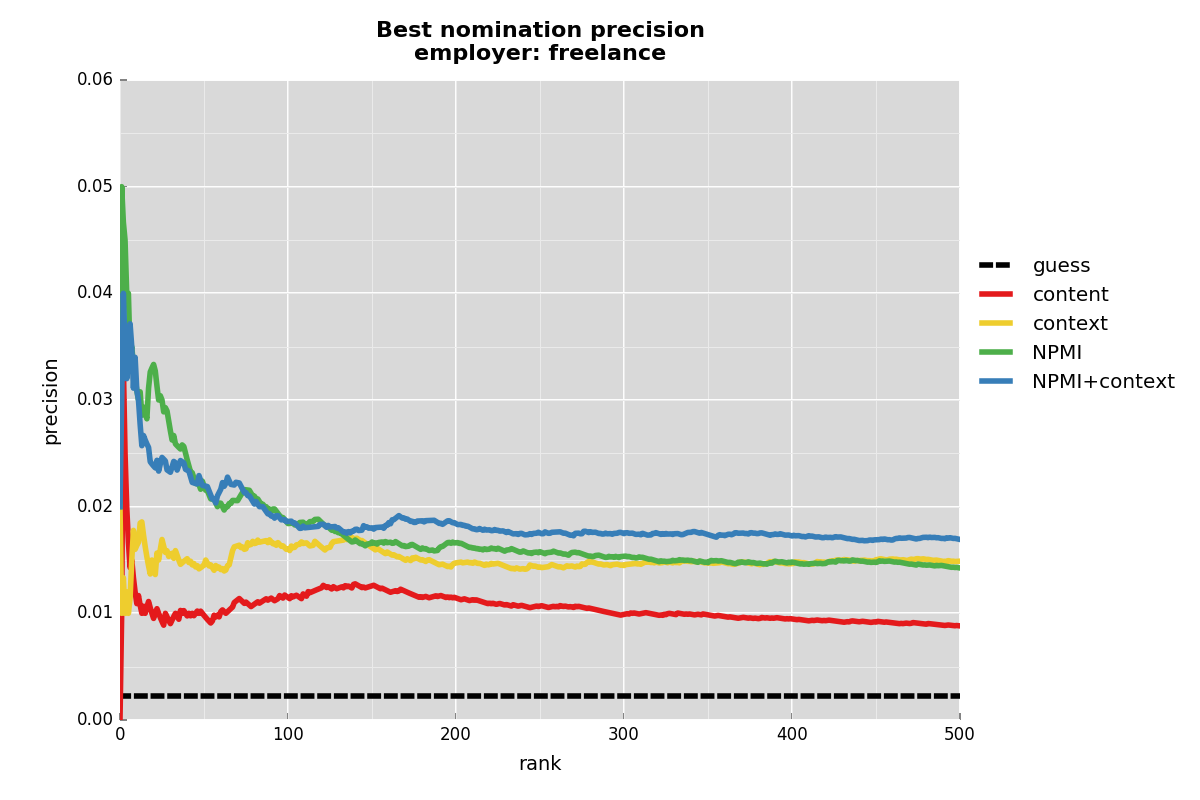 Best nomination precision
employer: freelance
0.06
0.05
0.04
0.03
0.02
0.01
0.00
precision
0 100 200 300 400 500
rank
guess
content
context
NPMI
NPMI+context